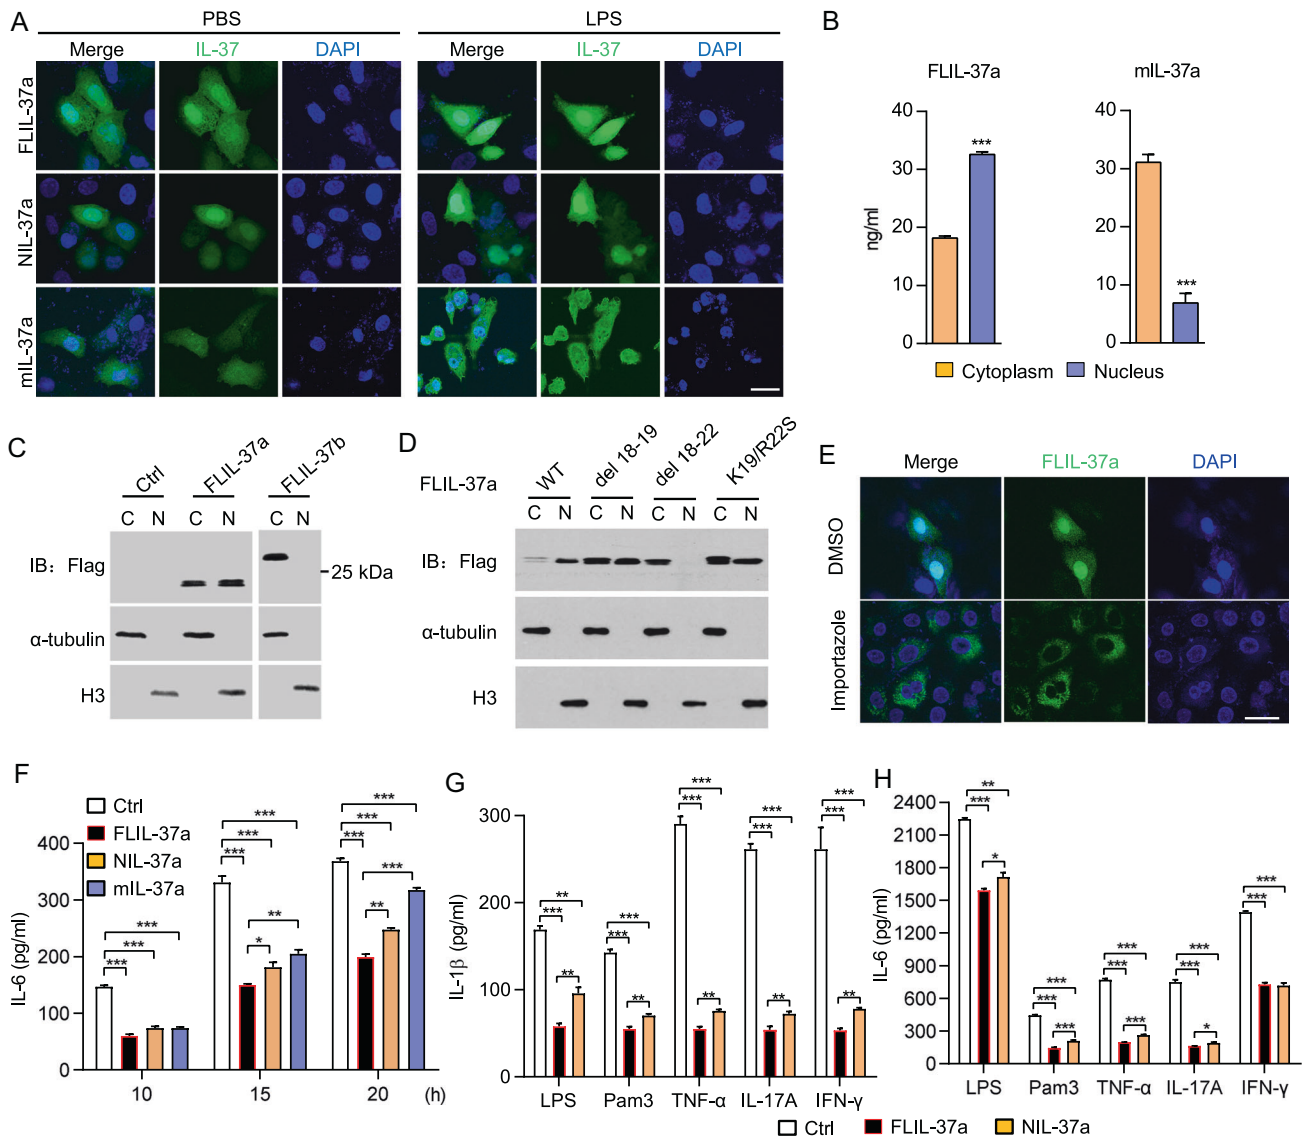 A
PBS
LPS
Merge IL-37 DAPI Merge IL-37 DAPI
FLIL-37a
NIL-37a
mIL-37a
B
FLIL-37a mIL-37a
ng/ml
40 40
30 30
20 20
10 10
0 0
*** ***
Cytoplasm Nucleus
C
Ctrl FLIL-37a FLIL-37b
C N C N C N
IB: Flag
25 kDa
α-tubulin
H3
D
FLIL-37a WT del 18-19 del 18-22 K19/R22S
C N C N C N C N
IB: Flag
α-tubulin
H3
E
Merge FLIL-37a DAPI
DMSO
Importazole
F
Ctrl
FLIL-37a
NIL-37a
mIL-37a
IL-6 (pg/ml)
400
300
200
100
0
*** *** ***
*** *** *** ** *
*** *** *** *** **
10 15 20 (h)
G
IL-1β (pg/ml)
300
200
100
0
** *** **
*** *** **
*** *** **
*** *** **
*** *** **
LPS Pam3 TNF-α IL-17A IFN-γ
H
IL-6 (pg/ml)
2400
2100
1800
1500
1200
900
600
300
0
** *** *
*** *** ***
*** *** ***
*** *** *
*** ***
LPS Pam3 TNF-α IL-17A IFN-γ
Ctrl FLIL-37a NIL-37a